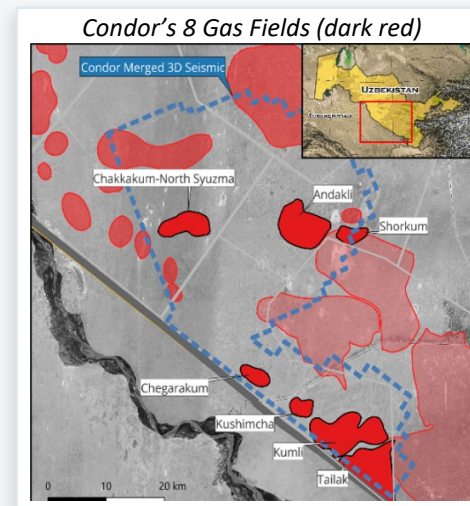 Condor's 8 Gas Fields (dark red)
Condor Merged 3D Seismic
UZBEKISTAN
Chakkakum-North Syuzma
Andakli
Shorkum
Chegarakum
Kushimcha
Kumli
Tailak
0 10 20 km